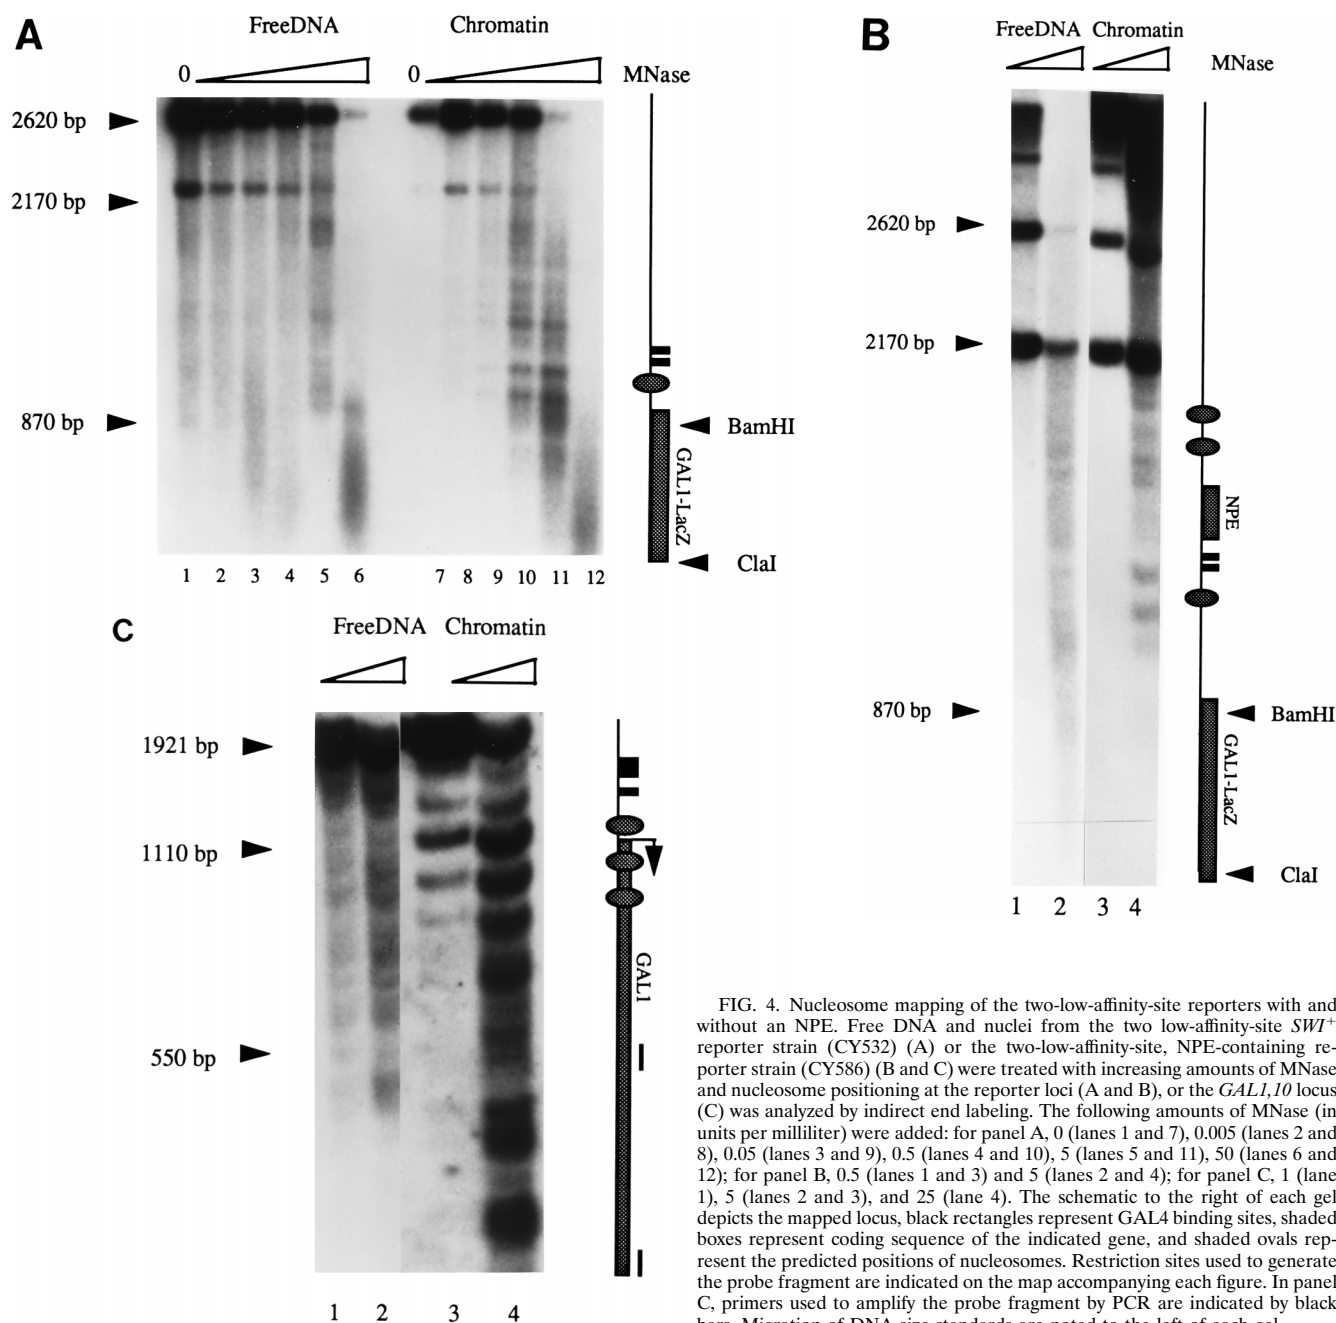 A
FreeDNA
Chromatin
0
0
MNase
2620 bp
2170 bp
870 bp
BamHI
GAL1-LacZ
ClaI
1 2 3 4 5 6 7 8 9 10 11 12
B
FreeDNA Chromatin
MNase
2620 bp
2170 bp
NPE
870 bp
BamHI
GAL1-LacZ
ClaI
1 2 3 4
C
FreeDNA Chromatin
1921 bp
1110 bp
GAL1
550 bp
1 2 3 4
FIG. 4. Nucleosome mapping of the two-low-affinity-site reporters with and
without an NPE. Free DNA and nuclei from the two low-affinity-site SWI+
reporter strain (CY532) (A) or the two-low-affinity-site, NPE-containing re-
porter strain (CY586) (B and C) were treated with increasing amounts of MNase
and nucleosome positioning at the reporter loci (A and B), or the GAL1,10 locus
(C) was analyzed by indirect end labeling. The following amounts of MNase (in
units per milliliter) were added: for panel A, 0 (lanes 1 and 7), 0.005 (lanes 2 and
8), 0.05 (lanes 3 and 9), 0.5 (lanes 4 and 10), 5 (lanes 5 and 11), 50 (lanes 6 and
12); for panel B, 0.5 (lanes 1 and 3) and 5 (lanes 2 and 4); for panel C, 1 (lane
1), 5 (lanes 2 and 3), and 25 (lane 4). The schematic to the right of each gel
depicts the mapped locus, black rectangles represent GAL4 binding sites, shaded
boxes represent coding sequence of the indicated gene, and shaded ovals rep-
resent the predicted positions of nucleosomes. Restriction sites used to generate
the probe fragment are indicated on the map accompanying each figure. In panel
C, primers used to amplify the probe fragment by PCR are indicated by black
bars. Migration of DNA size standards are noted to the left of each gel.